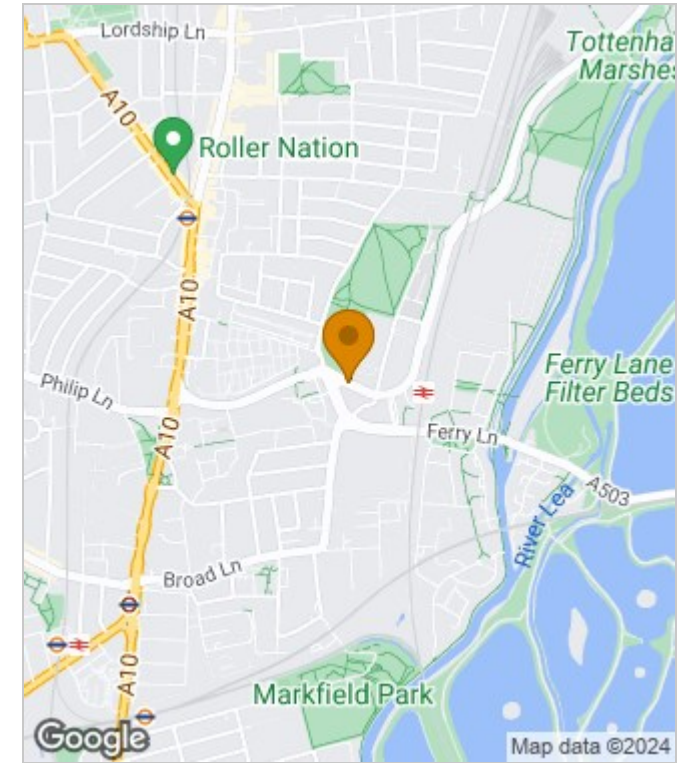 Lordship Ln
Tottenha
Marshes
A10
Roller Nation
A10
Philip Ln
Ferry Lane
Filter Beds
A10
Ferry Ln
A503
River Lea
Broad Ln
A10
Markfield Park
Google
Map data ©2024